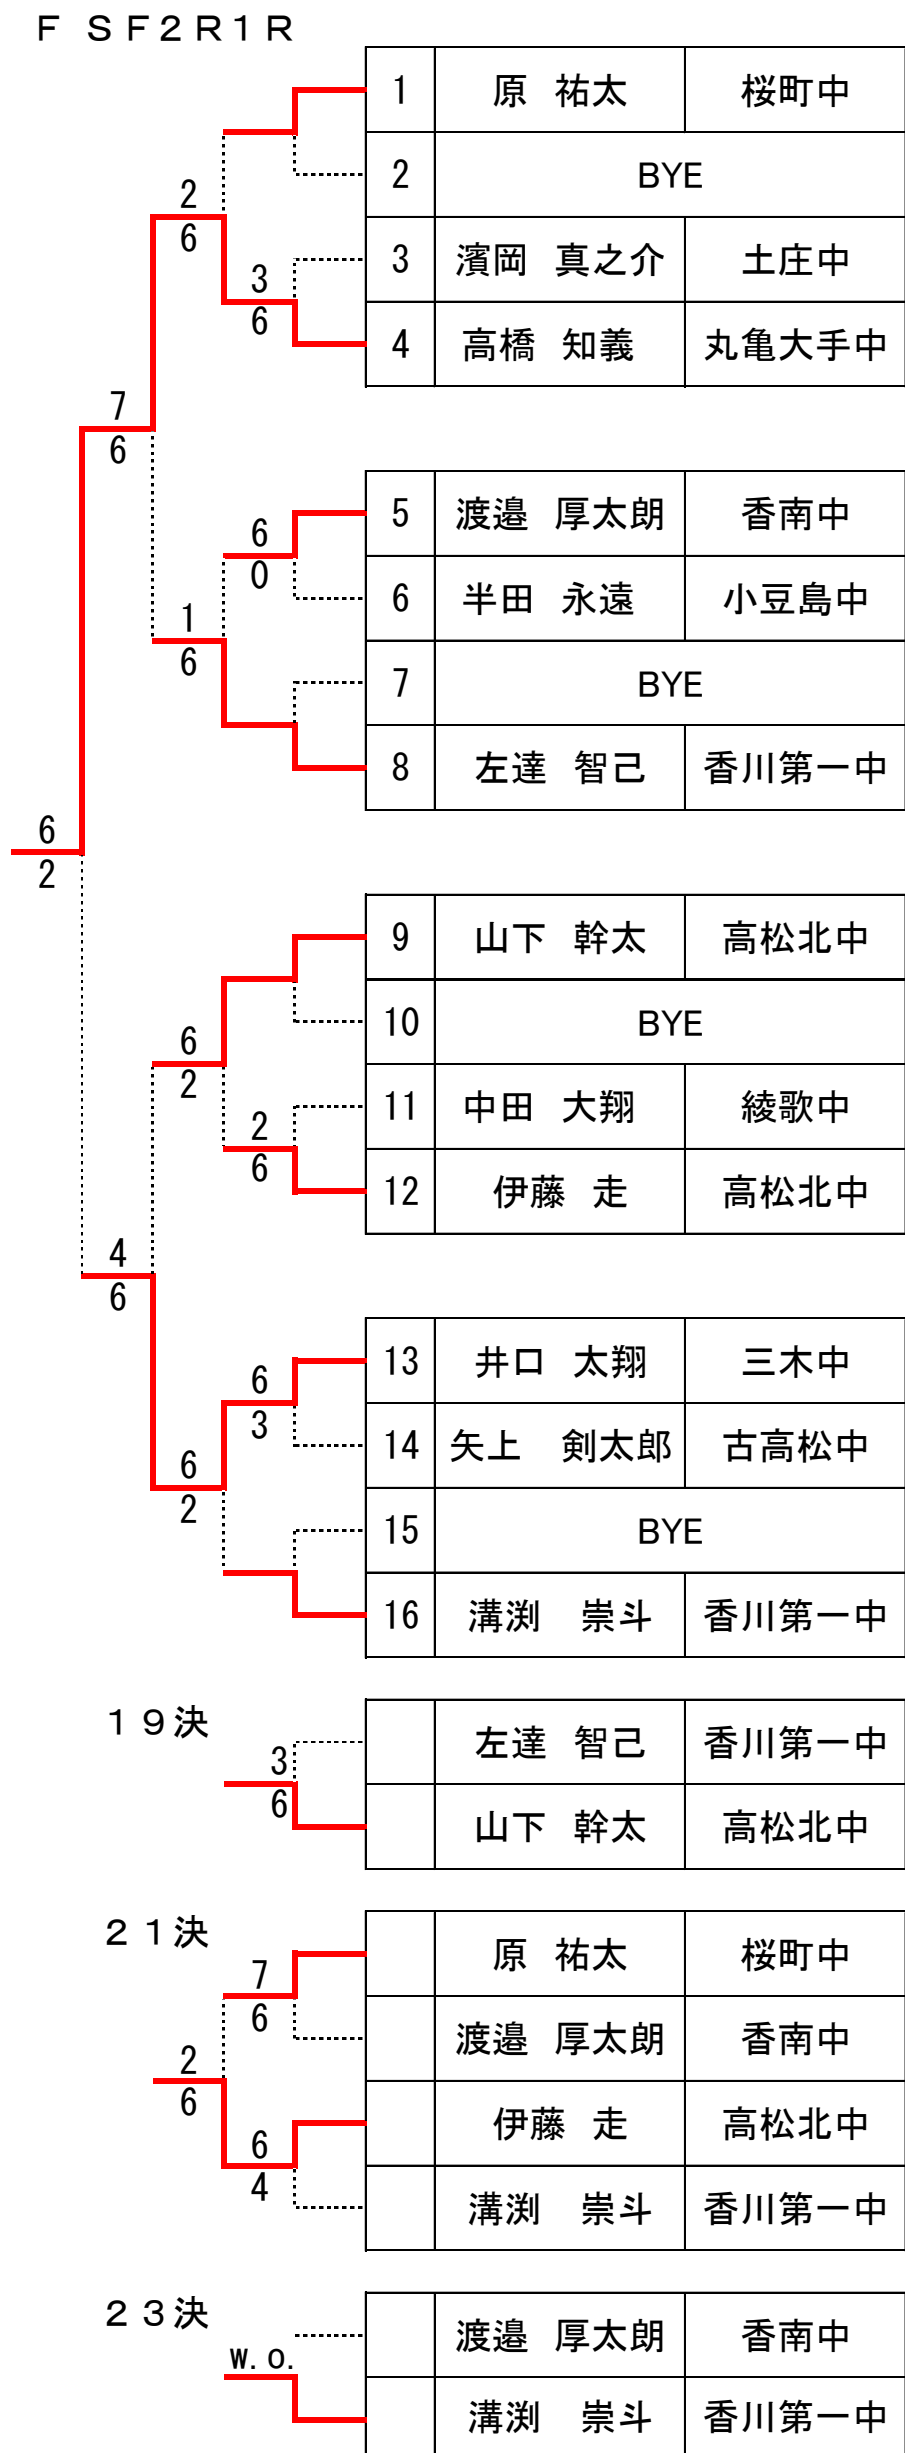 F SF2R1R
1 原 祐太 桜町中
2 BYE
2
6
3 濱岡 真之介 土庄中
3
6
4 高橋 知義 丸亀大手中
7
6
5 渡邉 厚太朗 香南中
6
0
6 半田 永遠 小豆島中
1
6
7 BYE
8 左達 智己 香川第一中
6
2
9 山下 幹太 高松北中
10 BYE
6
2
11 中田 大翔 綾歌中
2
6
12 伊藤 走 高松北中
4
6
13 井口 太翔 三木中
6
3
14 矢上 剣太郎 古高松中
6
2
15 BYE
16 溝渕 崇斗 香川第一中
19決
左達 智己 香川第一中
3
6
山下 幹太 高松北中
21決
原 祐太 桜町中
7
6
渡邉 厚太朗 香南中
2
6
伊藤 走 高松北中
6
4
溝渕 崇斗 香川第一中
23決
渡邉 厚太朗 香南中
W.O.
溝渕 崇斗 香川第一中